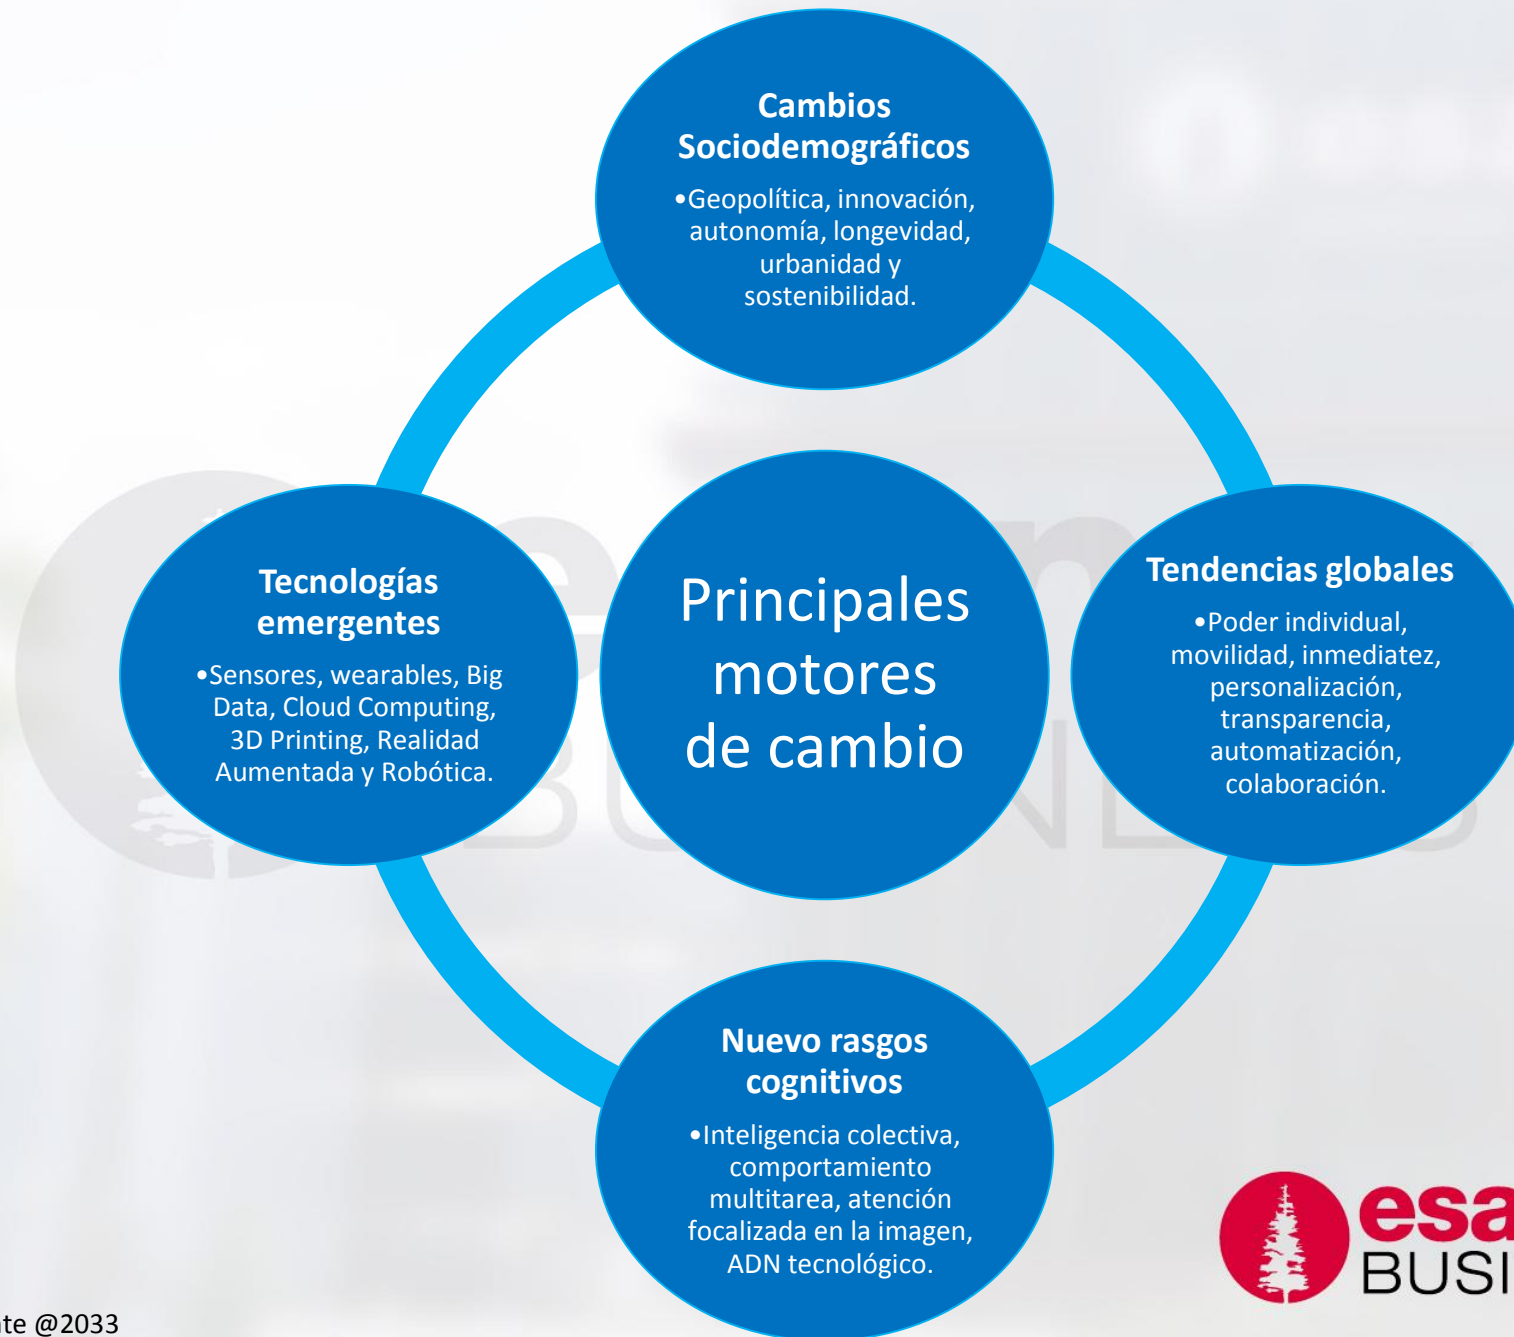 Cambios
Sociodemográficos
•Geopolítica, innovación,
autonomía, longevidad,
urbanidad y
sostenibilidad.
Tecnologías
emergentes
•Sensores, wearables, Big
Data, Cloud Computing,
3D Printing, Realidad
Aumentada y Robótica.
Principales
motores
de cambio
Tendencias globales
•Poder individual,
movilidad, inmediatez,
personalización,
transparencia,
automatización,
colaboración.
Nuevo rasgos
cognitivos
•Inteligencia colectiva,
comportamiento
multitarea, atención
focalizada en la imagen,
ADN tecnológico.
esa
BUSI
@2033